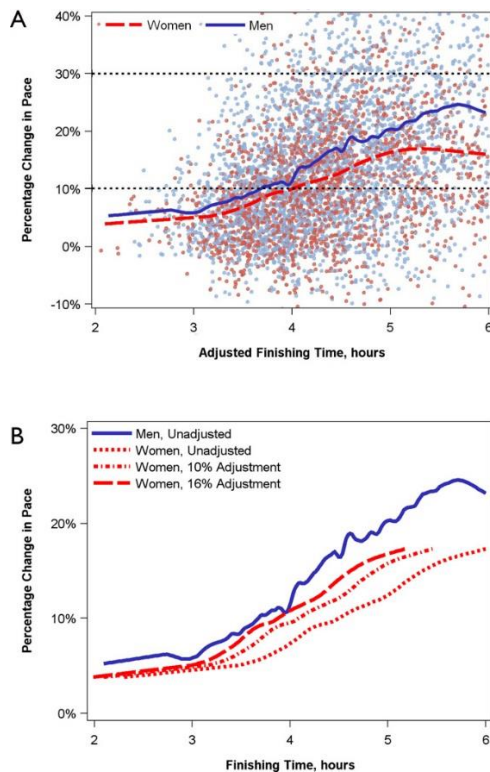 A
40%
Women Men
30%
20%
10%
0%
-10%
Percentage Change in Pace
2 3 4 5 6
Adjusted Finishing Time, hours
B
30%
Men, Unadjusted
Women, Unadjusted
Women, 10% Adjustment
Women, 16% Adjustment
20%
10%
0%
Percentage Change in Pace
2 3 4 5 6
Finishing Time, hours